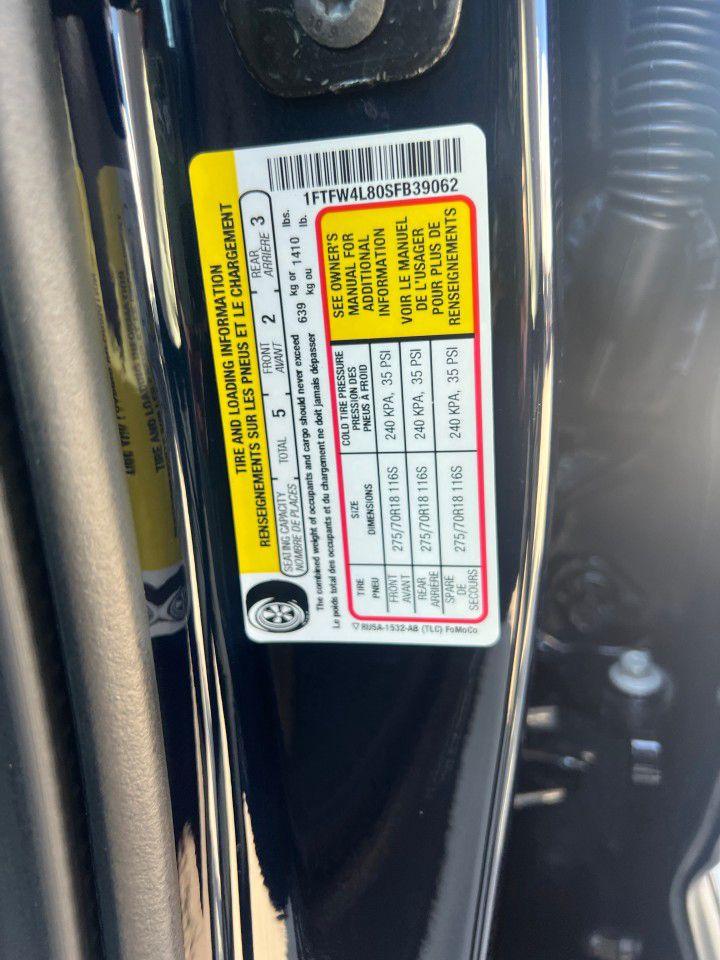 1FTFW4L80SFB39062
TIRE AND LOADING INFORMATION
RENSEIGNEMENTS SUR LES PNEUS ET LE CHARGEMENT
SEATING CAPACITY
NOMBRE DE PLACES
TOTAL 5
FRONT
AVANT 2
REAR
ARRIÈRE 3
The combined weight of occupants and cargo should never exceed 639 kg or 1410 lbs.
Le poids total des occupants et du chargement ne doit jamais dépasser kg ou lb.
TIRE
PNEU
SIZE
DIMENSIONS
COLD TIRE PRESSURE
PRESSION DES
PNEUS À FROID
FRONT
AVANT
275/70R18 116S
240 KPA, 35 PSI
REAR
ARRIÈRE
275/70R18 116S
240 KPA, 35 PSI
SPARE
DE
SECOURS
275/70R18 116S
240 KPA, 35 PSI
SEE OWNER'S
MANUAL FOR
ADDITIONAL
INFORMATION
VOIR LE MANUEL
DE L'USAGER
POUR PLUS DE
RENSEIGNEMENTS
RUSA-1532-AB (TLC) FoMoCo